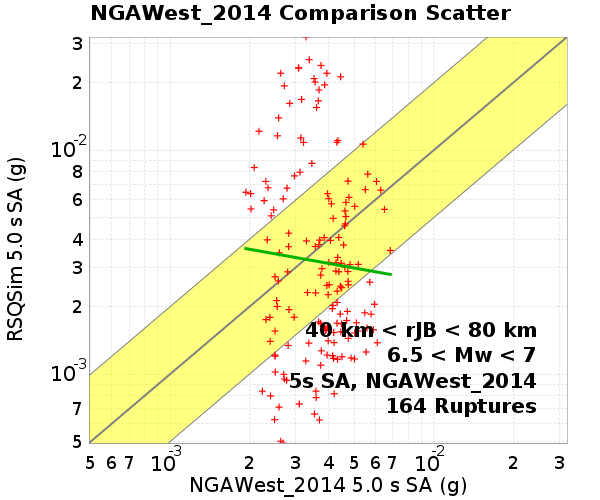 NGAWest_2014 Comparison Scatter
3
2
10-2
8
6
4
3
2
10-3
7
5
RSQSim 5.0 s SA (g)
40 km < rJB < 80 km
6.5 < Mw < 7
5s SA, NGAWest_2014
164 Ruptures
5 6 7 10-3 2 3 4 5 6 7 10-2 2 3
NGAWest_2014 5.0 s SA (g)